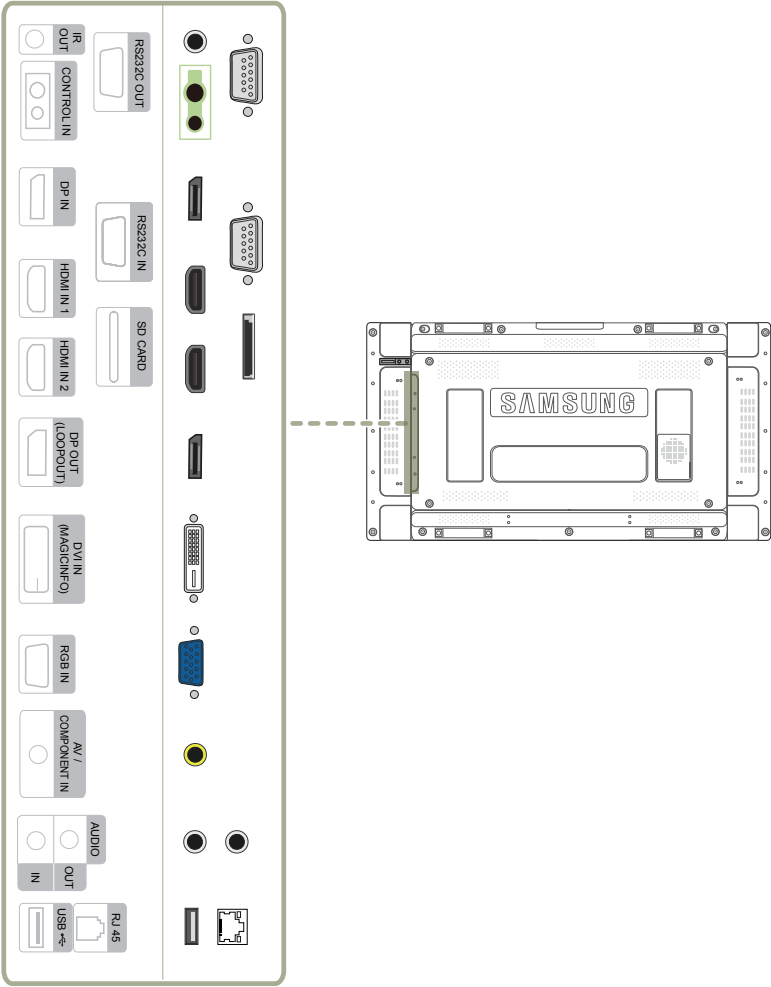 IR
OUT
RS232C OUT
CONTROL IN
DP IN
RS232C IN
HDMI IN 1
SD CARD
HDMI IN 2
DP OUT
(LOOPOUT)
DVI IN
(MAGICINFO)
RGB IN
AV /
COMPONENT IN
AUDIO
IN
OUT
USB
RJ 45
SAMSUNG